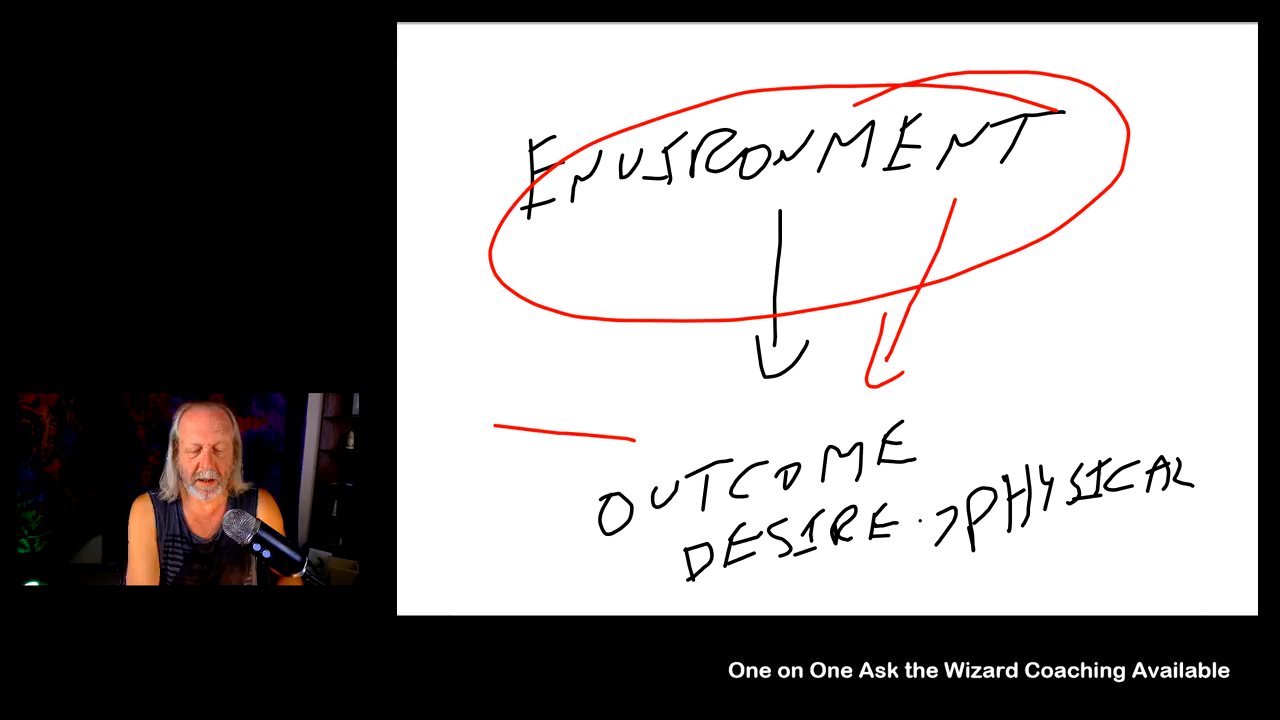 ENVIRONMENT
OUTCOME
DESIRE.->PHYSICAL
One on One Ask the Wizard Coaching Available